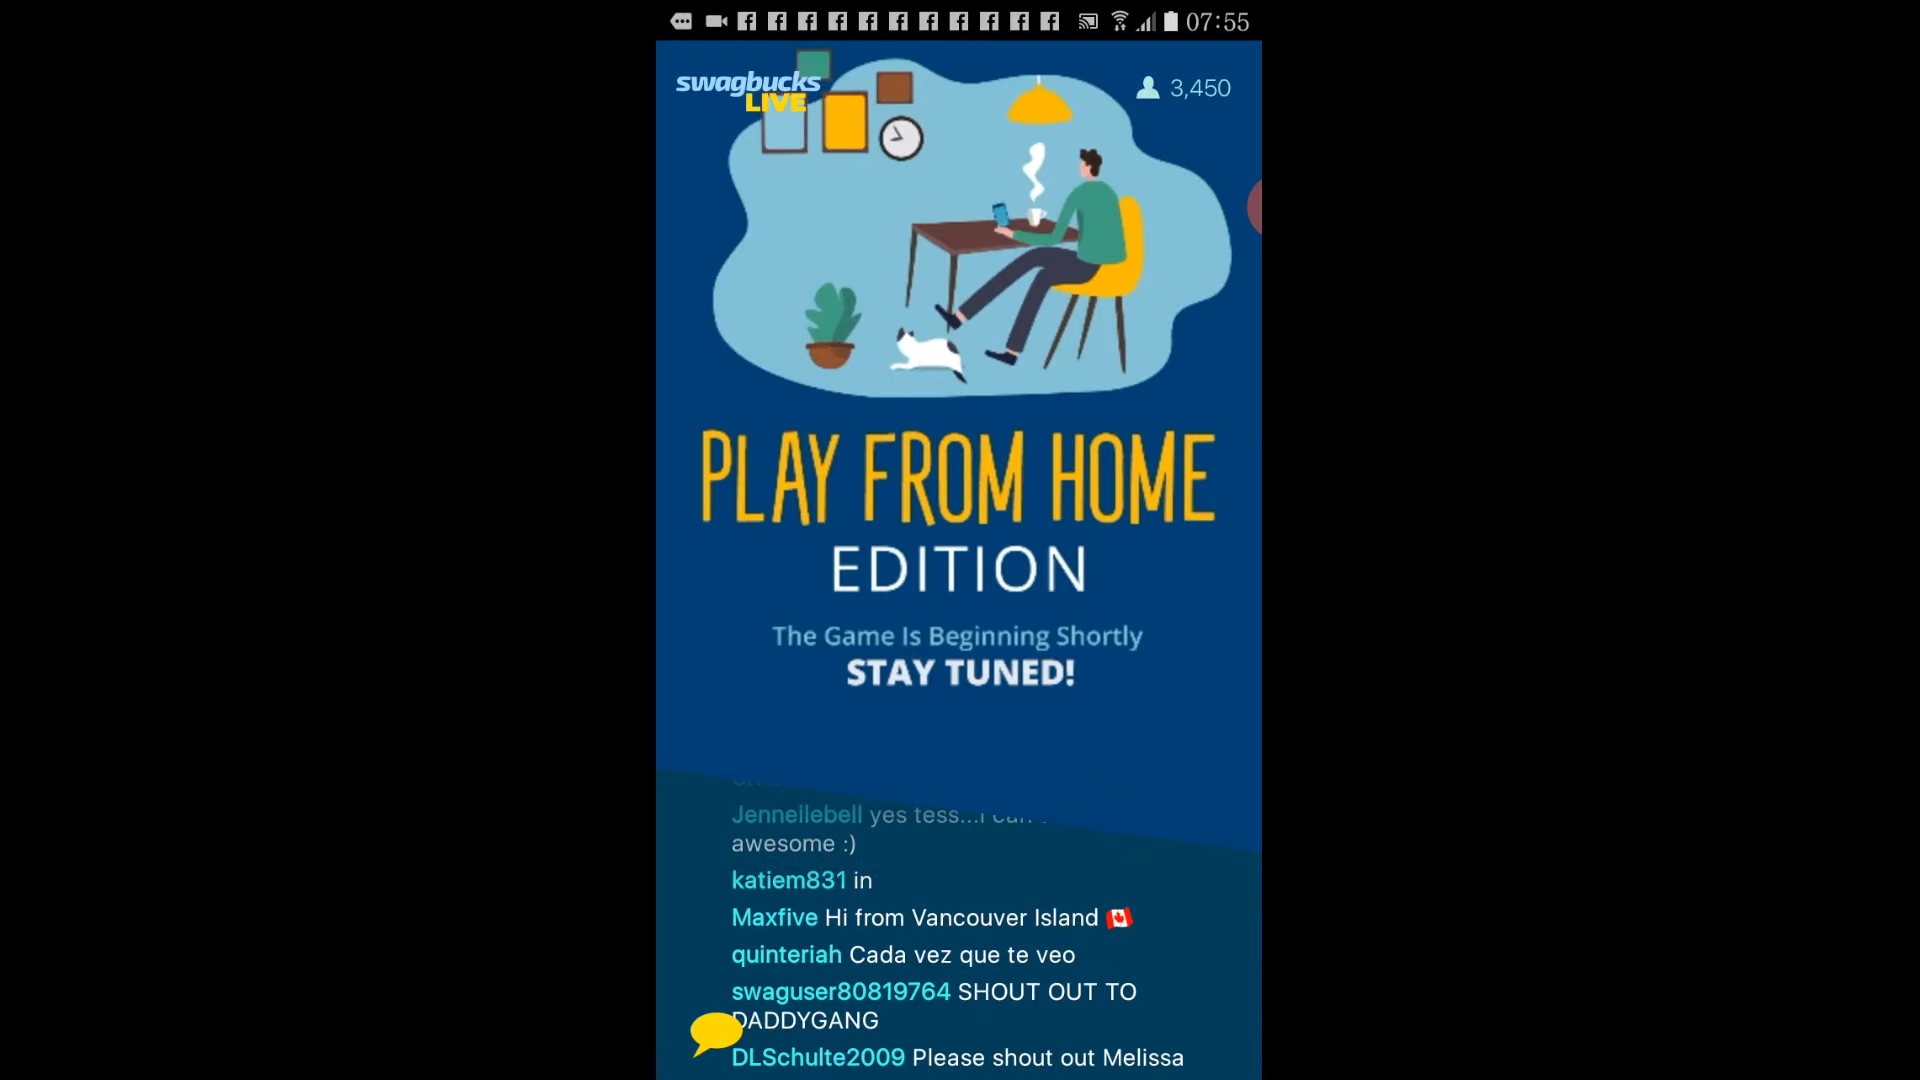 07:55
swagbucks
LIVE
3,450
PLAY FROM HOME
EDITION
The Game Is Beginning Shortly
STAY TUNED!
Jennellebell yes tess...I can
awesome :)
katiem831 in
Maxfive Hi from Vancouver Island 🇨🇦
quinteriah Cada vez que te veo
swaguser80819764 SHOUT OUT TO
DADDYGANG
DLSchulte2009 Please shout out Melissa